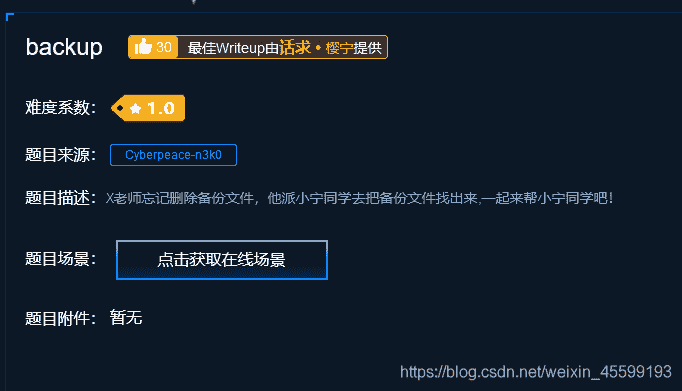 backup 30 最佳Writeup由话求 • 樱宁提供
难度系数： 1.0
题目来源： Cyberpeace-n3k0
题目描述： X老师忘记删除备份文件，他派小宁同学去把备份文件找出来,一起来帮小宁同学吧！
题目场景： 点击获取在线场景
题目附件： 暂无
https://blog.csdn.net/weixin_45599193